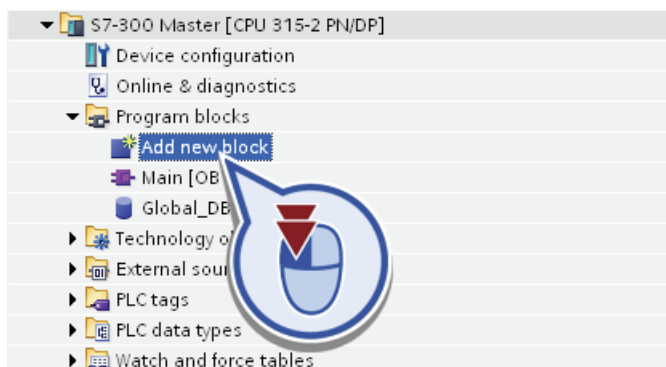 S7-300 Master [CPU 315-2 PN/DP]
Device configuration
Online & diagnostics
Program blocks
Add new block
Main [OB
Global_DB
Technology o
External sou
PLC tags
PLC data types
Watch and force tables